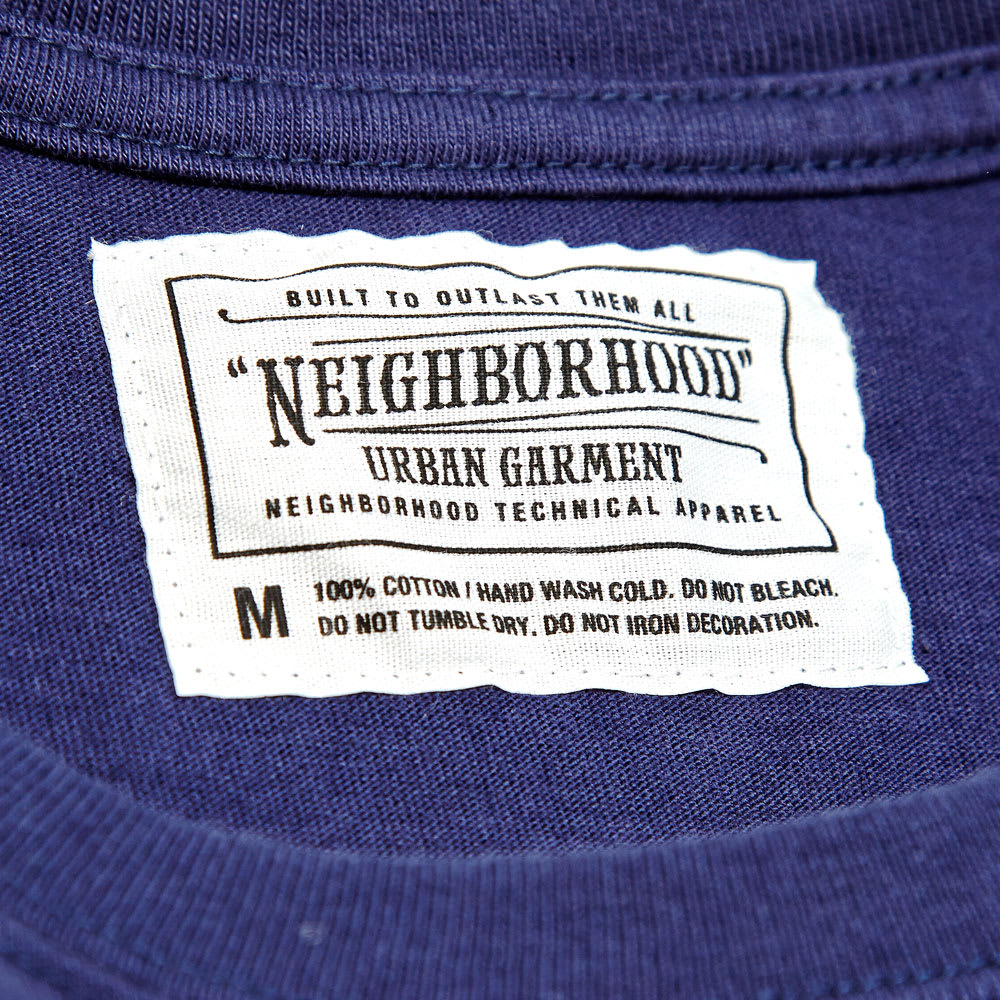 BUILT TO OUTLAST THEM ALL
"NEIGHBORHOOD"
URBAN GARMENT
NEIGHBORHOOD TECHNICAL APPAREL
M 100% COTTON / HAND WASH COLD. DO NOT BLEACH.
DO NOT TUMBLE DRY. DO NOT IRON DECORATION.